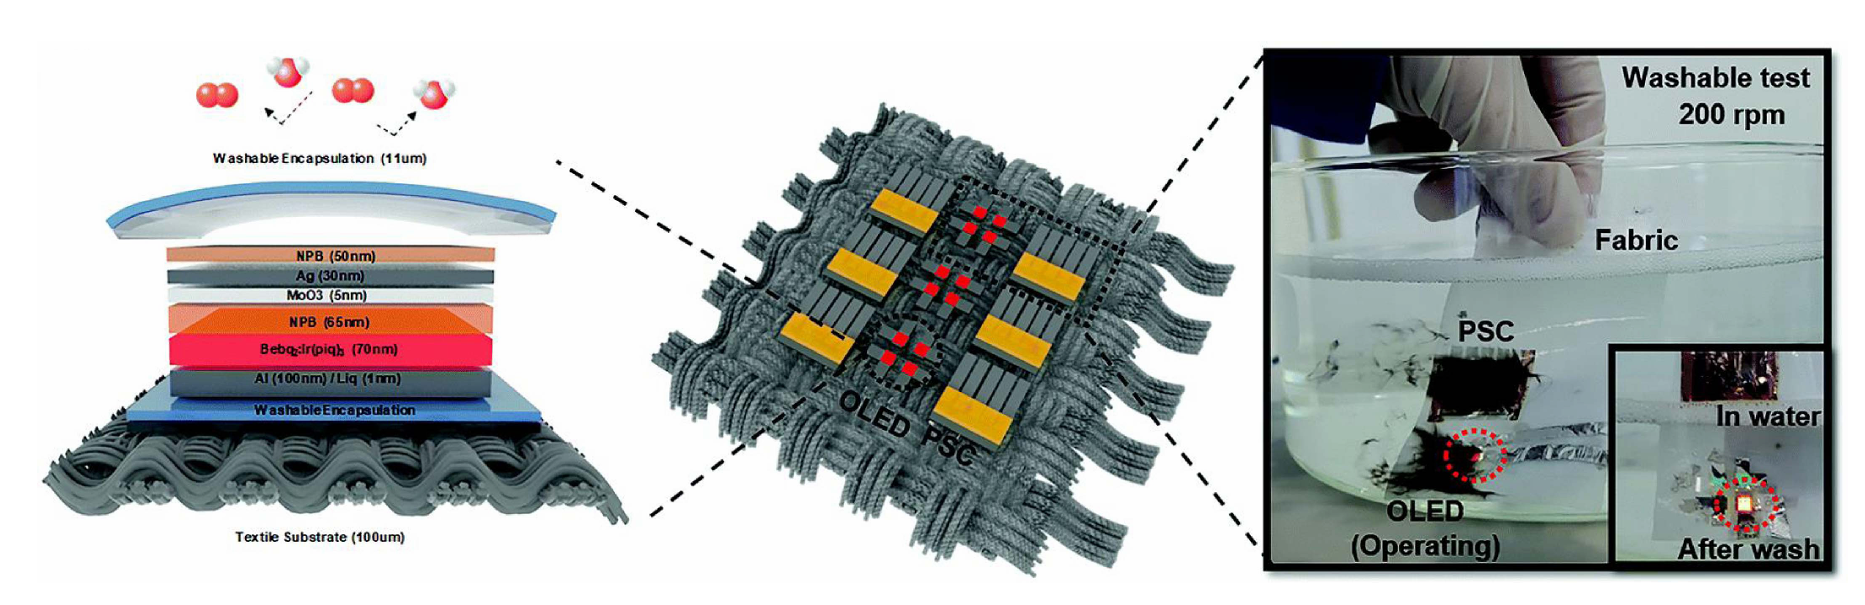 Washable Encapsulation (11um)
NPB (50nm)
Ag (30nm)
MoO3 (5nm)
NPB (65nm)
Bebq2:Ir(piq)3 (70nm)
Al (100nm) / Liq (1nm)
Washable Encapsulation
Textile Substrate (100um)
OLED PSC
Washable test
200 rpm
Fabric
PSC
OLED
(Operating)
In water
After wash